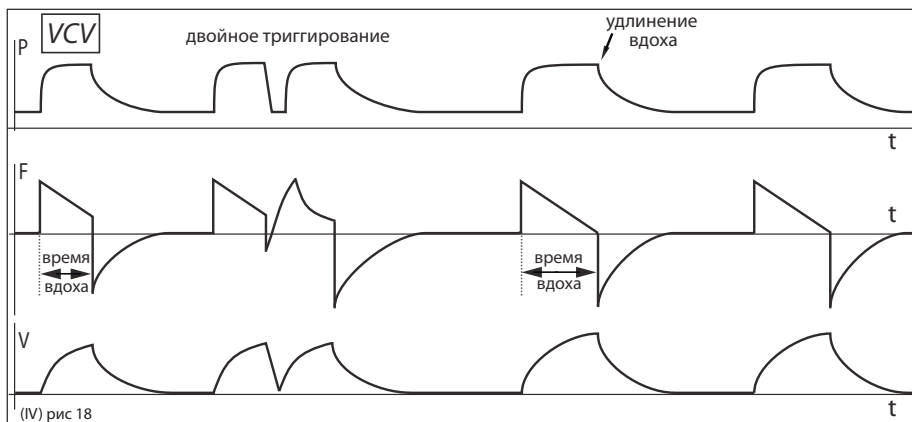 P
VCV
двойное триггирование
удлинение
вдоха
t
F
t
время
вдоха
время
вдоха
V
t
(IV) рис 18